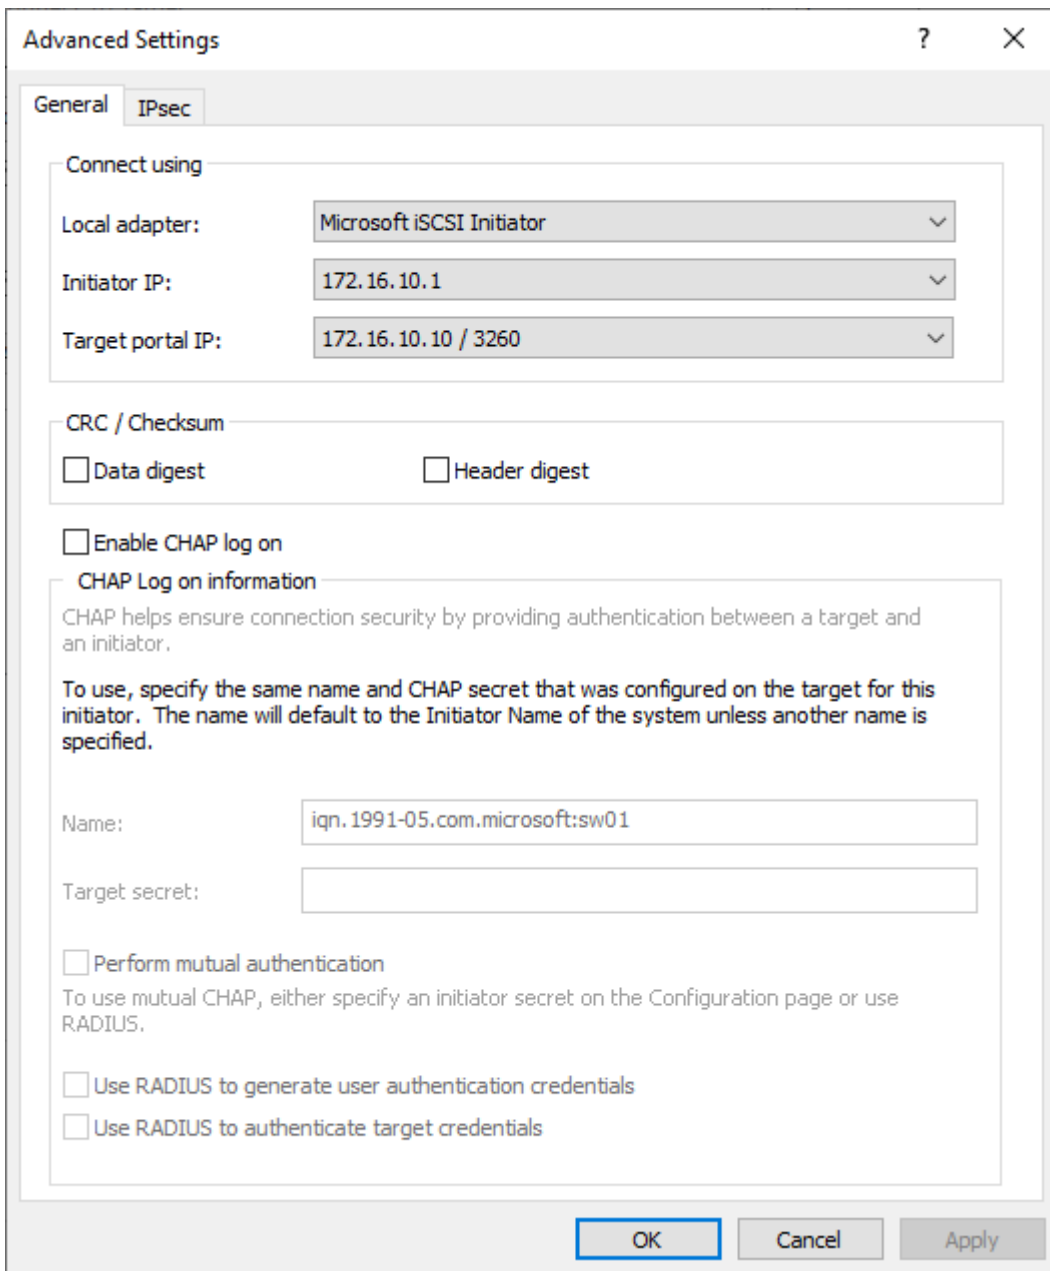 Advanced Settings
?
General
IPsec
Connect using
Local adapter:
Microsoft iSCSI Initiator
Initiator IP:
172.16.10.1
Target portal IP:
172.16.10.10 / 3260
CRC / Checksum
Data digest
Header digest
Enable CHAP log on
CHAP Log on information
CHAP helps ensure connection security by providing authentication between a target and
an initiator.
To use, specify the same name and CHAP secret that was configured on the target for this
initiator.  The name will default to the Initiator Name of the system unless another name is
specified.
Name:
iqn.1991-05.com.microsoft:sw01
Target secret:
Perform mutual authentication
To use mutual CHAP, either specify an initiator secret on the Configuration page or use
RADIUS.
Use RADIUS to generate user authentication credentials
Use RADIUS to authenticate target credentials
OK
Cancel
Apply